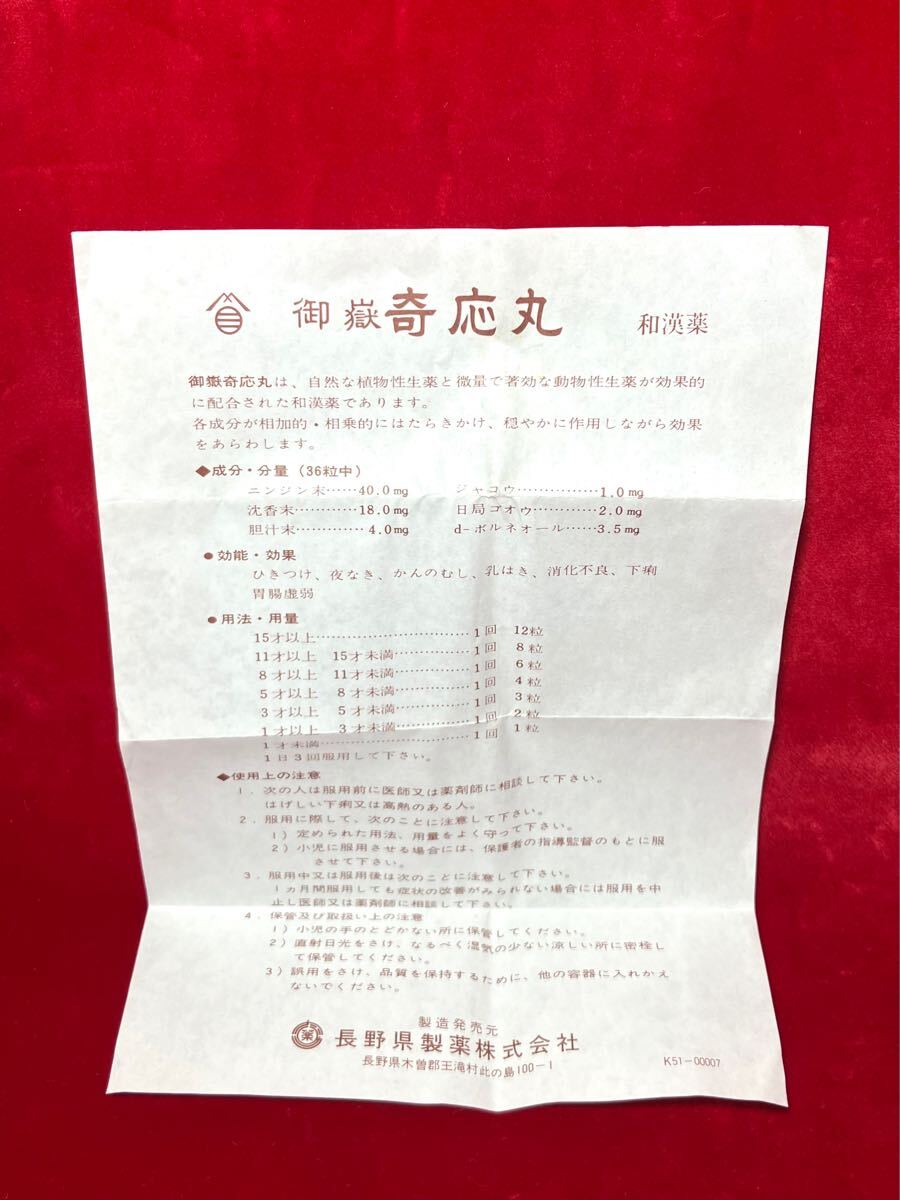 御嶽奇応丸 和漢薬
御嶽奇応丸は、自然な植物性生薬と微量で著効な動物性生薬が効果的
に配合された和漢薬であります。
各成分が相加的・相乗的にはたらきかけ、穏やかに作用しながら効果
をあらわします。
◆成分・分量(36粒中)
ニンジン末……40.0mg ジャコウ……………1.0mg
沈香末…………18.0mg 日局ゴオウ…………2.0mg
胆汁末…………4.0mg d-ボルネオール……3.5mg
●効能・効果
ひきつけ、夜なき、かんのむし、乳はき、消化不良、下痢
胃腸虚弱
●用法・用量
15才以上…………………………1回 12粒
11才以上 15才未満……………1回 8粒
8才以上 11才未満……………1回 6粒
5才以上 8才未満……………1回 4粒
3才以上 5才未満……………1回 3粒
1才以上 3才未満……………1回 2粒
1才未満…………………………1回 1粒
1日3回服用して下さい。
◆使用上の注意
1.次の人は服用前に医師又は薬剤師に相談して下さい。
はげしい下痢又は高熱のある人。
2.服用に際して、次のことに注意して下さい。
1)定められた用法、用量をよく守って下さい。
2)小児に服用させる場合には、保護者の指導監督のもとに服
させて下さい。
3.服用中又は服用後は次のことに注意して下さい。
1ヵ月間服用しても症状の改善がみられない場合には服用を中
止し医師又は薬剤師に相談して下さい。
4.保管及び取扱い上の注意
1)小児の手のとどかない所に保管してください。
2)直射日光をさけ、なるべく湿気の少ない涼しい所に密栓し
て保管してください。
3)誤用をさけ、品質を保持するために、他の容器に入れかえ
ないでください。
製造発売元
薬 長野県製薬株式会社
長野県木曽郡王滝村此の島100-1
K51-00007